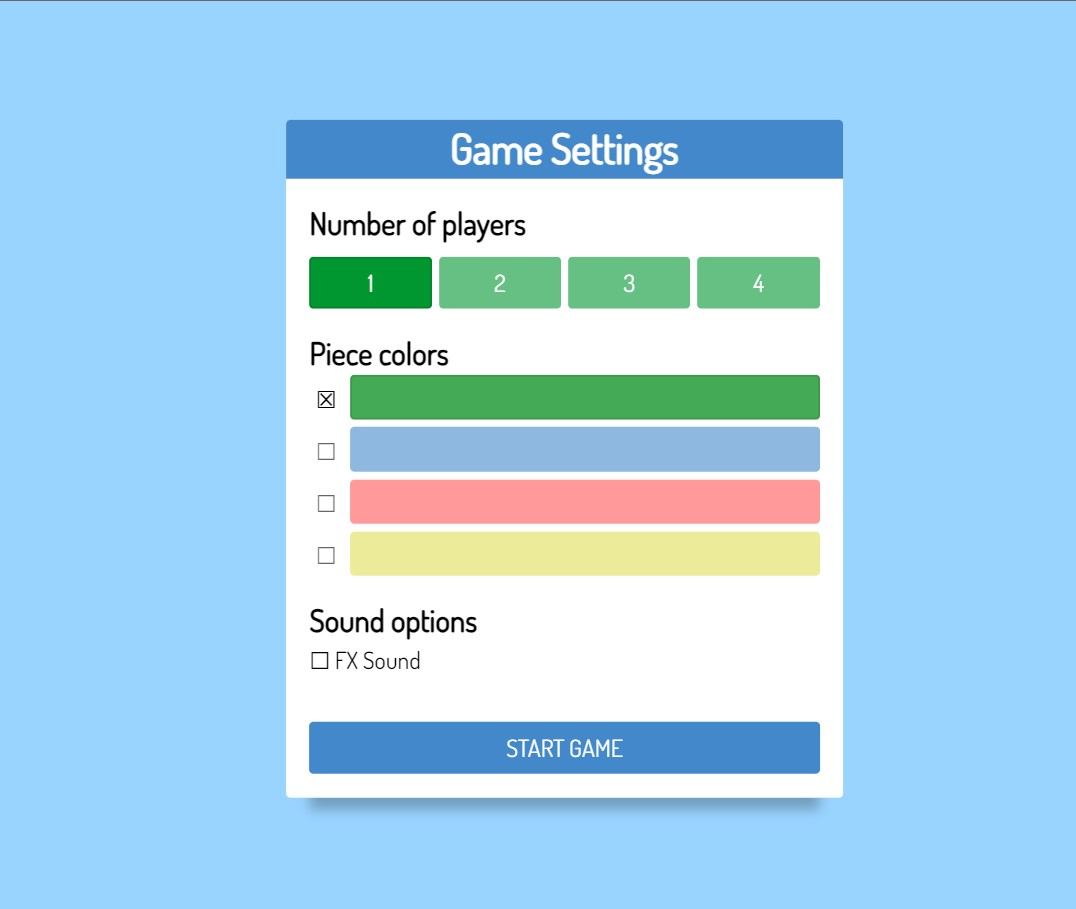 Game Settings
Number of players
1 2 3 4
Piece colors
☒
☐
☐
☐
Sound options
☐ FX Sound
START GAME